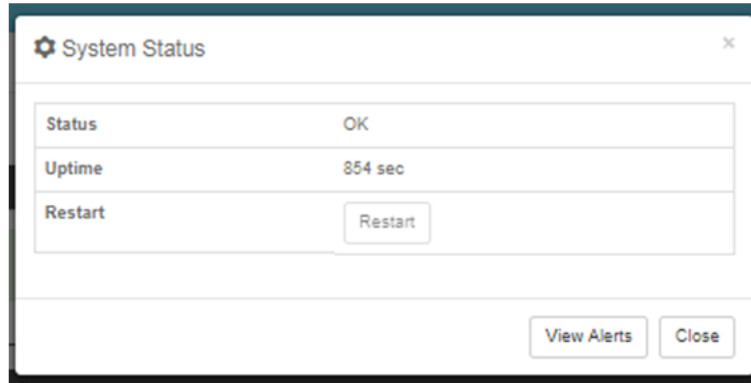 System Status
×
Status OK
Uptime 854 sec
Restart Restart
View Alerts Close